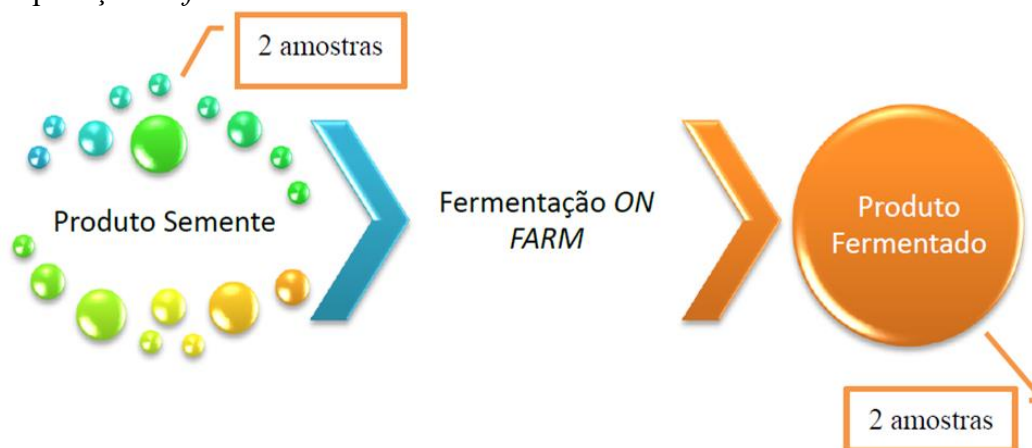 2 amostras
Produto Semente
Fermentação ON
FARM
Produto
Fermentado
2 amostras